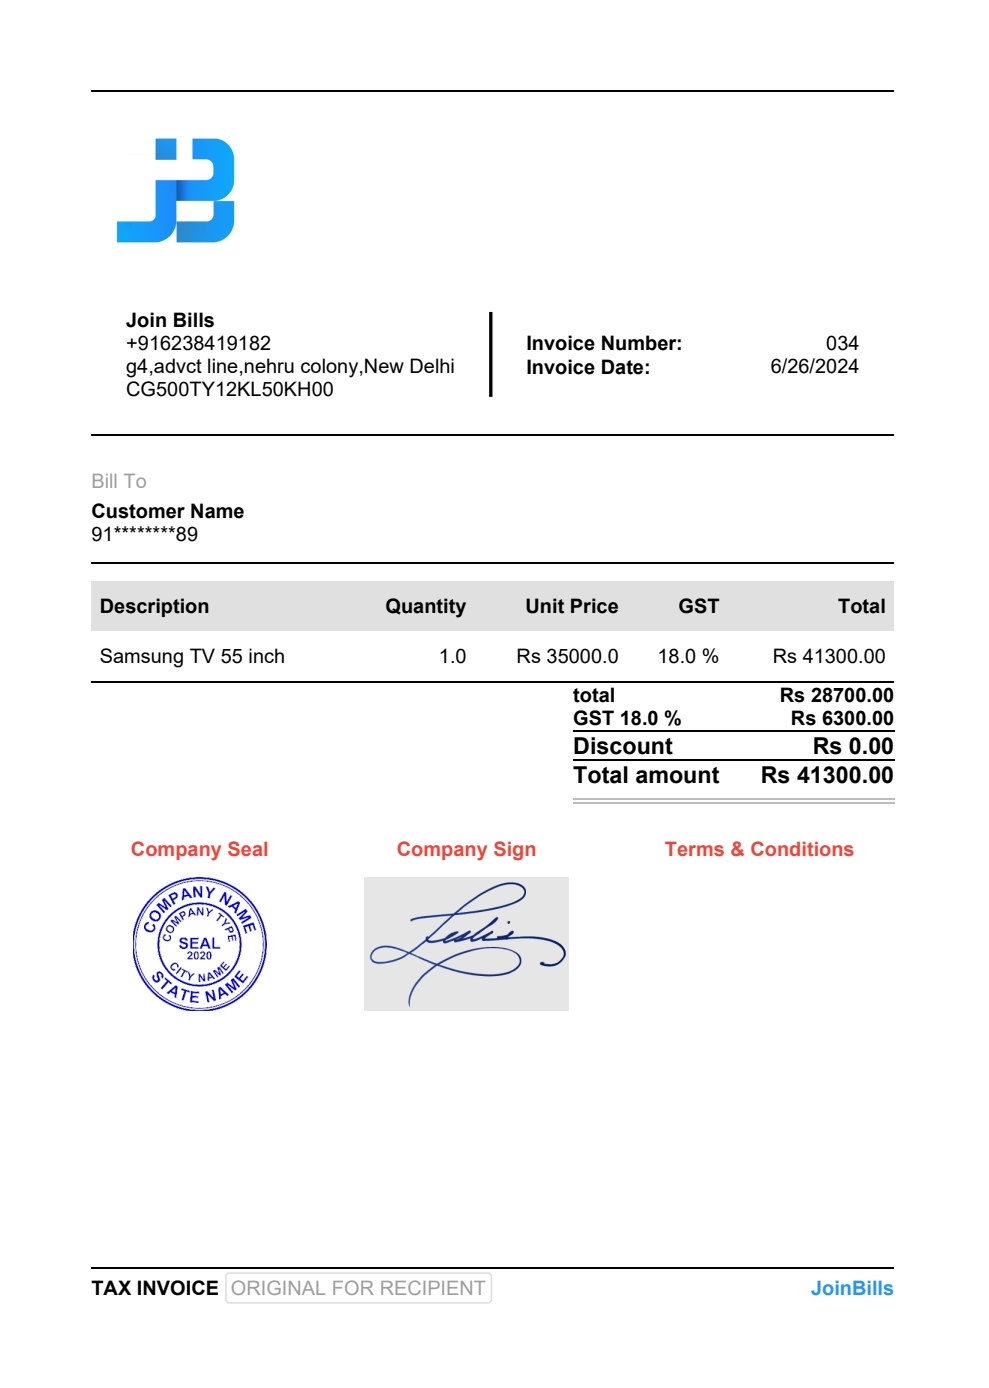 JB
Join Bills
+916238419182
g4,advct line,nehru colony,New Delhi
CG500TY12KL50KH00
Invoice Number: 034
Invoice Date: 6/26/2024
Bill To
Customer Name
91********89
Description Quantity Unit Price GST Total
Samsung TV 55 inch 1.0 Rs 35000.0 18.0 % Rs 41300.00
total Rs 28700.00
GST 18.0 % Rs 6300.00
Discount Rs 0.00
Total amount Rs 41300.00
Company Seal Company Sign Terms & Conditions
COMPANY NAME
COMPANY TYPE
SEAL
2020
CITY NAME
STATE NAME
Leslie
TAX INVOICE ORIGINAL FOR RECIPIENT JoinBills